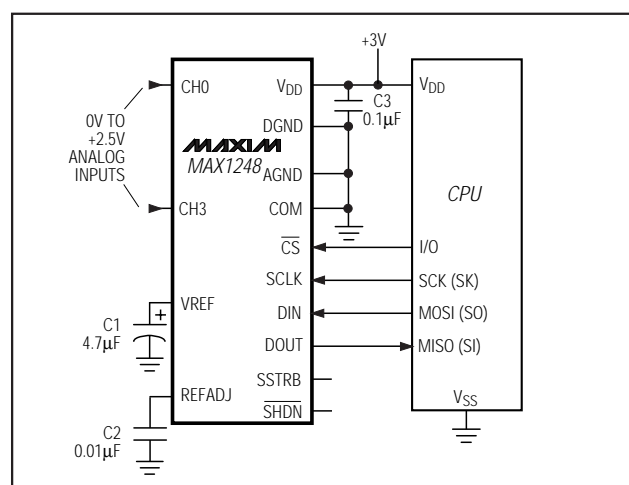 +3V
CH0
VDD
VDD
C3
0.1μF
0V TO
+2.5V
ANALOG
INPUTS
DGND
MAXIM
MAX1248
AGND
CPU
CH3
COM
CS
I/O
SCLK
SCK (SK)
VREF
+
DIN
MOSI (SO)
C1
4.7μF
DOUT
MISO (SI)
SSTRB
REFADJ
SHDN
VSS
C2
0.01μF